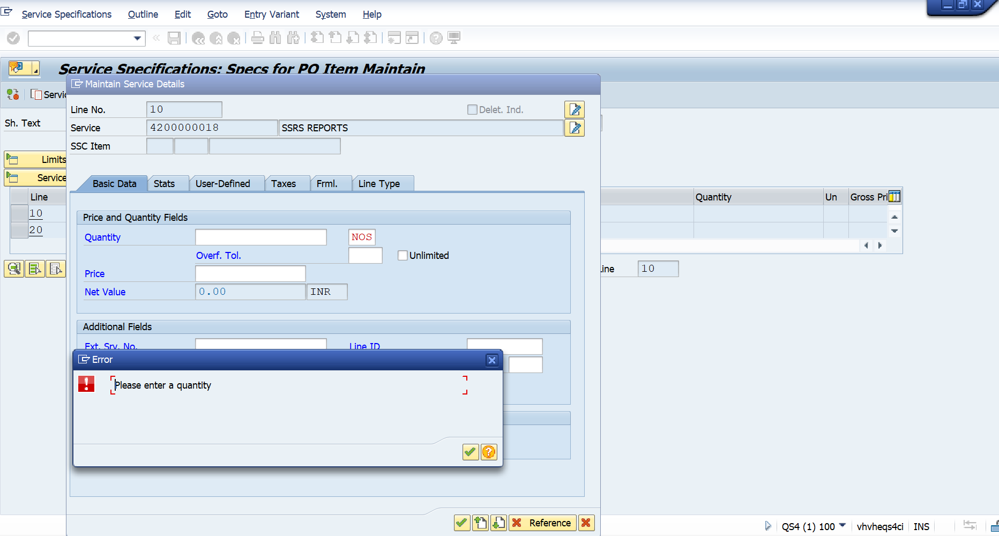 Service Specifications Outline Edit Goto Entry Variant System Help
Service Specifications: Specs for PO Item Maintain
Maintain Service Details
Servic
Line No. 10 Delet. Ind.
Sh. Text
Service 4200000018 SSRS REPORTS
SSC Item
Limits
Service
Basic Data Stats User-Defined Taxes Frml. Line Type
Line Quantity Un Gross Pri
10
20
Price and Quantity Fields
Quantity NOS
Overf. Tol. Unlimited
Price
Line 10
Net Value 0.00 INR
Additional Fields
Ext. Srv. No. Line ID
Error
Please enter a quantity
Reference
QS4 (1) 100 vhvheqs4ci INS